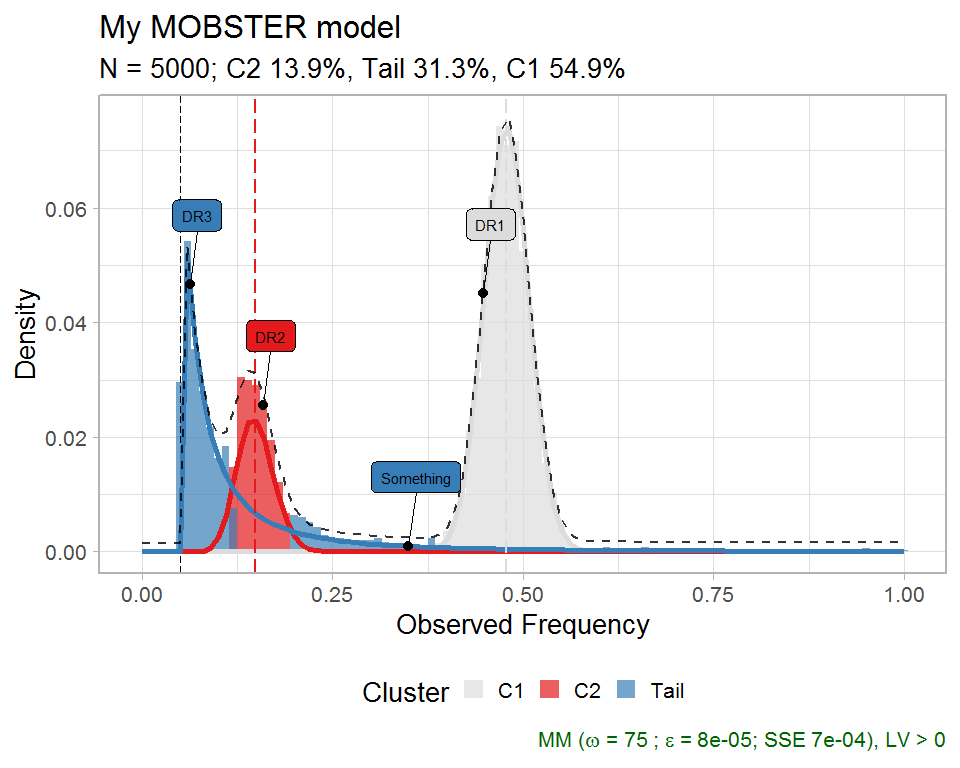 My MOBSTER model
N = 5000; C2 13.9%, Tail 31.3%, C1 54.9%
0.06
0.04
0.02
0.00
Density
DR3
DR1
DR2
Something
0.00 0.25 0.50 0.75 1.00
Observed Frequency
Cluster C1 C2 Tail
MM (ω = 75 ; ε = 8e-05; SSE 7e-04), LV > 0